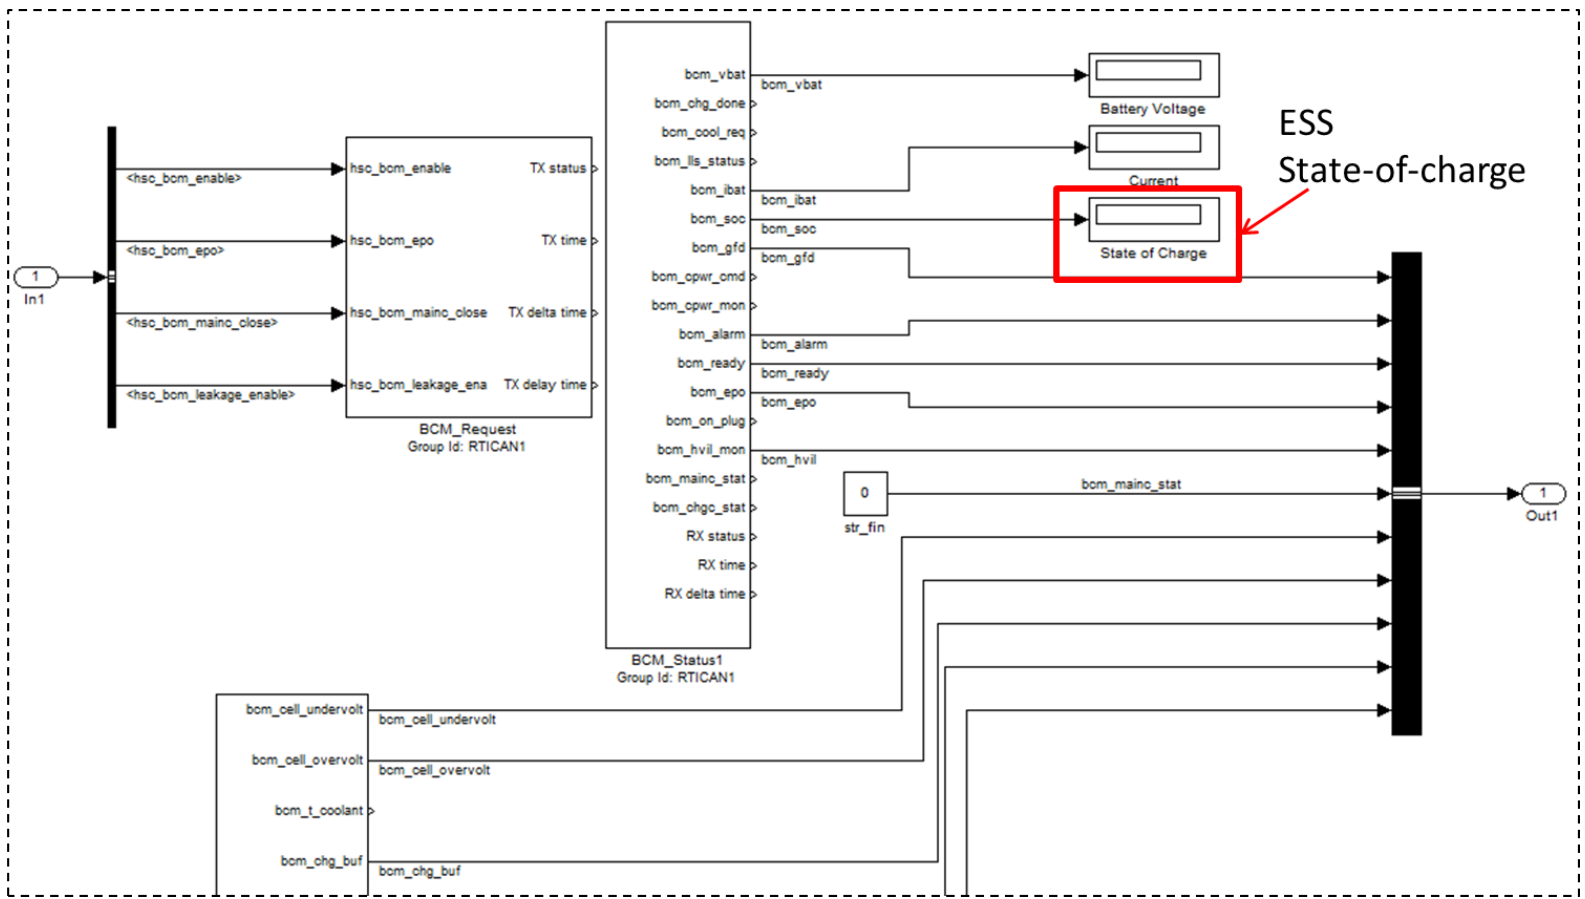 1
In1
<hsc_bcm_enable>
<hsc_bcm_epo>
<hsc_bcm_mainc_close>
<hsc_bcm_leakage_enable>
hsc_bcm_enable
hsc_bcm_epo
hsc_bcm_mainc_close
hsc_bcm_leakage_ena
TX status
TX time
TX delta time
TX delay time
BCM_Request
Group Id: RTICAN1
bcm_vbat
bcm_chg_done
bcm_cool_req
bcm_lls_status
bcm_ibat
bcm_soc
bcm_gfd
bcm_cpwr_cmd
bcm_cpwr_mon
bcm_alarm
bcm_ready
bcm_epo
bcm_on_plug
bcm_hvil_mon
bcm_mainc_stat
bcm_chgc_stat
RX status
RX time
RX delta time
BCM_Status1
Group Id: RTICAN1
bcm_vbat
bcm_ibat
bcm_soc
bcm_gfd
bcm_alarm
bcm_ready
bcm_epo
bcm_hvil
Battery Voltage
Current
State of Charge
ESS
State-of-charge
0
str_fin
bcm_mainc_stat
1
Out1
bcm_cell_undervolt
bcm_cell_overvolt
bcm_t_coolant
bcm_chg_buf
bcm_cell_undervolt
bcm_cell_overvolt
bcm_chg_buf